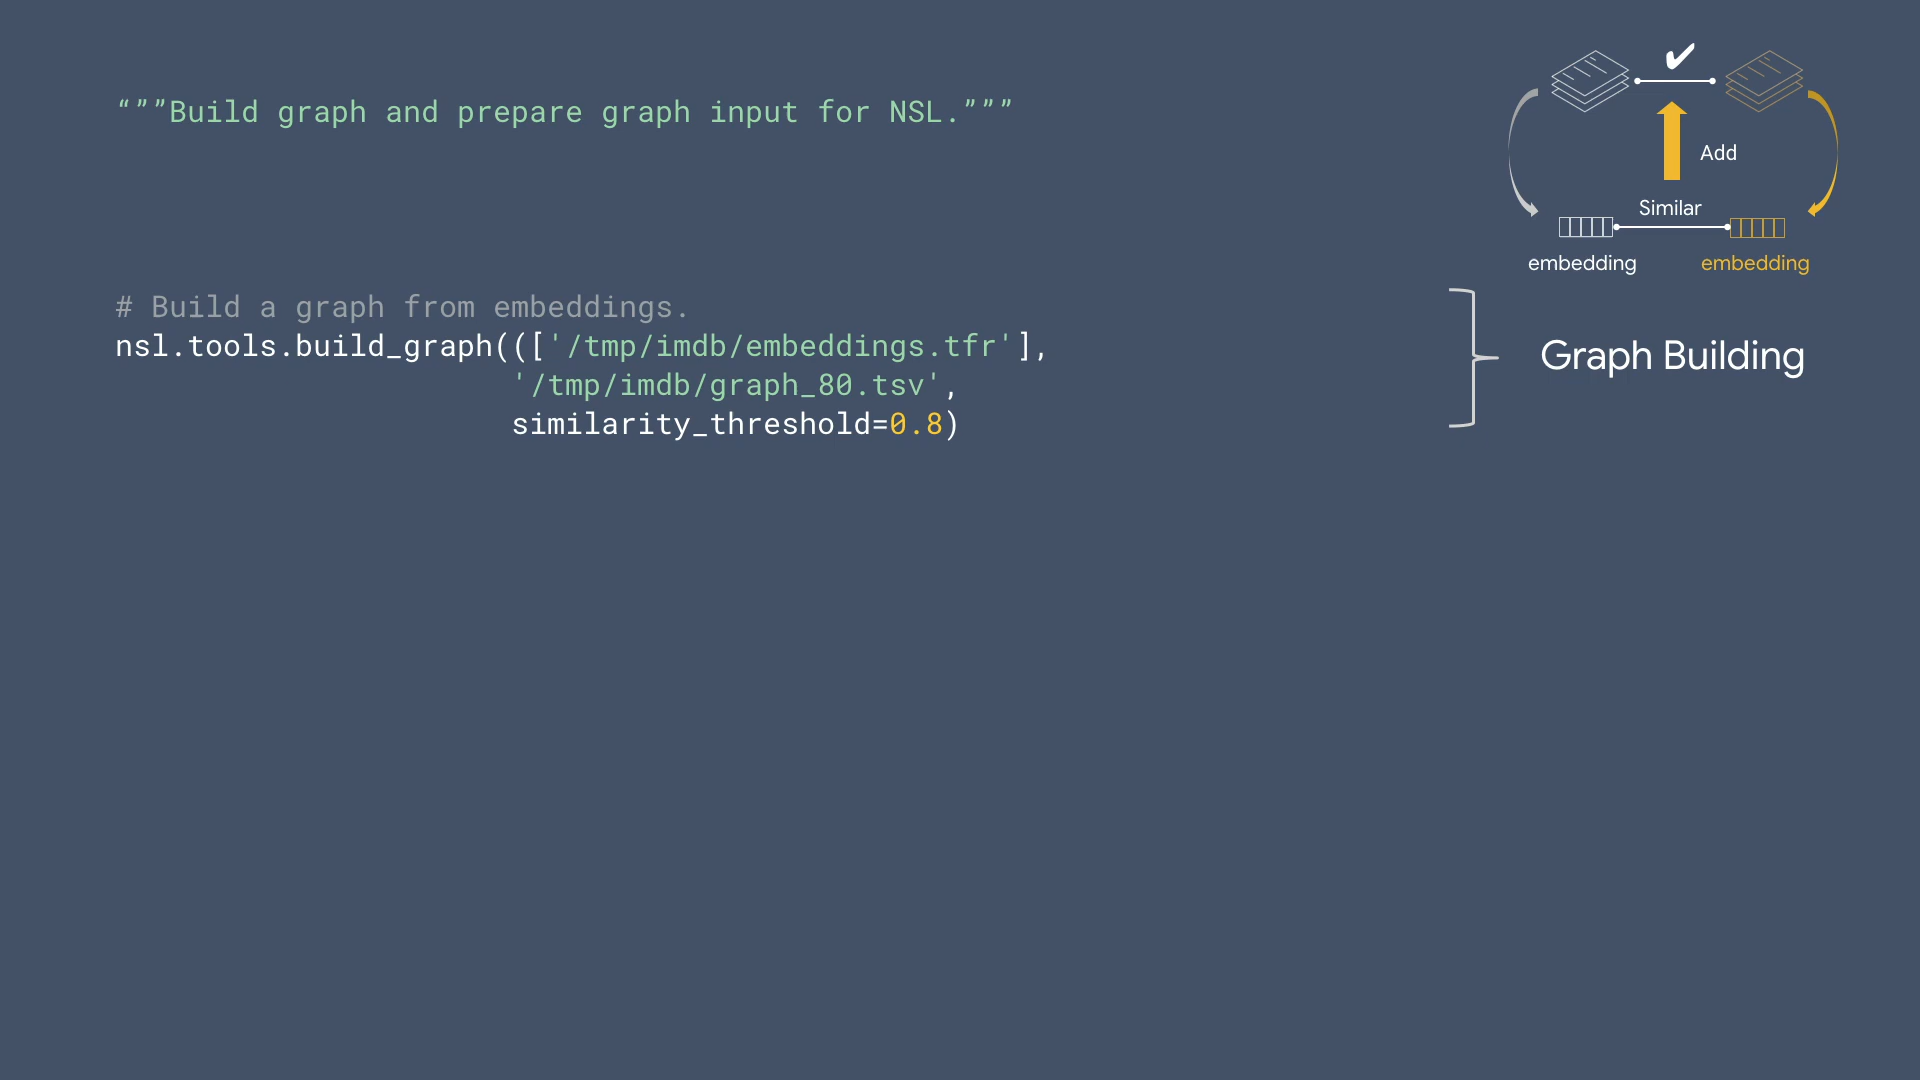 “””Build graph and prepare graph input for NSL.”””
Add
Similar
embedding
embedding
# Build a graph from embeddings.
nsl.tools.build_graph((['/tmp/imdb/embeddings.tfr'],
'/tmp/imdb/graph_80.tsv',
similarity_threshold=0.8)
Graph Building